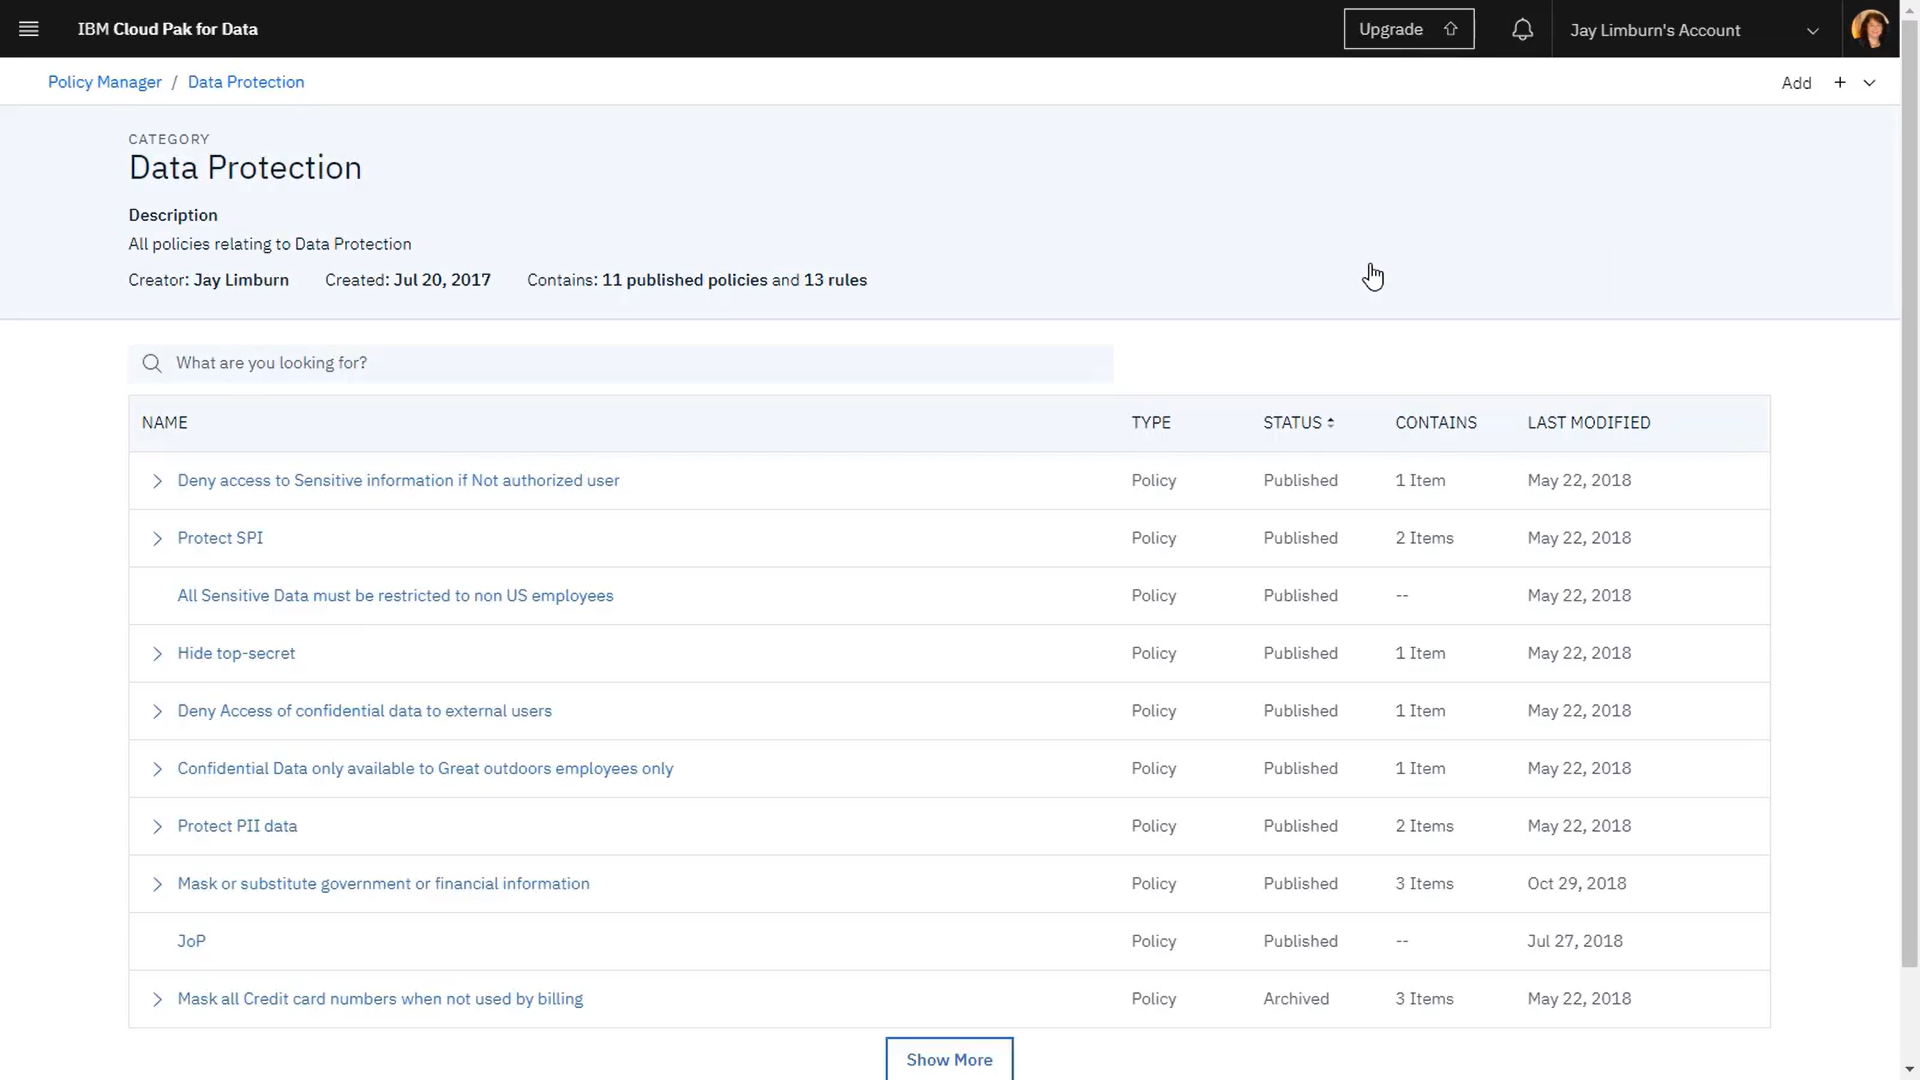 IBM Cloud Pak for Data
Upgrade
Jay Limburn's Account
Policy Manager / Data Protection
Add +
CATEGORY
Data Protection
Description
All policies relating to Data Protection
Creator: Jay Limburn Created: Jul 20, 2017 Contains: 11 published policies and 13 rules
What are you looking for?
NAME TYPE STATUS CONTAINS LAST MODIFIED
Deny access to Sensitive information if Not authorized user Policy Published 1 Item May 22, 2018
Protect SPI Policy Published 2 Items May 22, 2018
All Sensitive Data must be restricted to non US employees Policy Published -- May 22, 2018
Hide top-secret Policy Published 1 Item May 22, 2018
Deny Access of confidential data to external users Policy Published 1 Item May 22, 2018
Confidential Data only available to Great outdoors employees only Policy Published 1 Item May 22, 2018
Protect PII data Policy Published 2 Items May 22, 2018
Mask or substitute government or financial information Policy Published 3 Items Oct 29, 2018
JoP Policy Published -- Jul 27, 2018
Mask all Credit card numbers when not used by billing Policy Archived 3 Items May 22, 2018
Show More